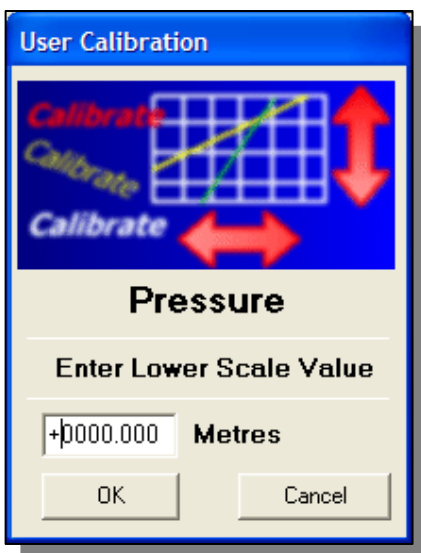 User Calibration
Calibrate
Calibrate
Calibrate
Pressure
Enter Lower Scale Value
+0000.000 Metres
OK Cancel